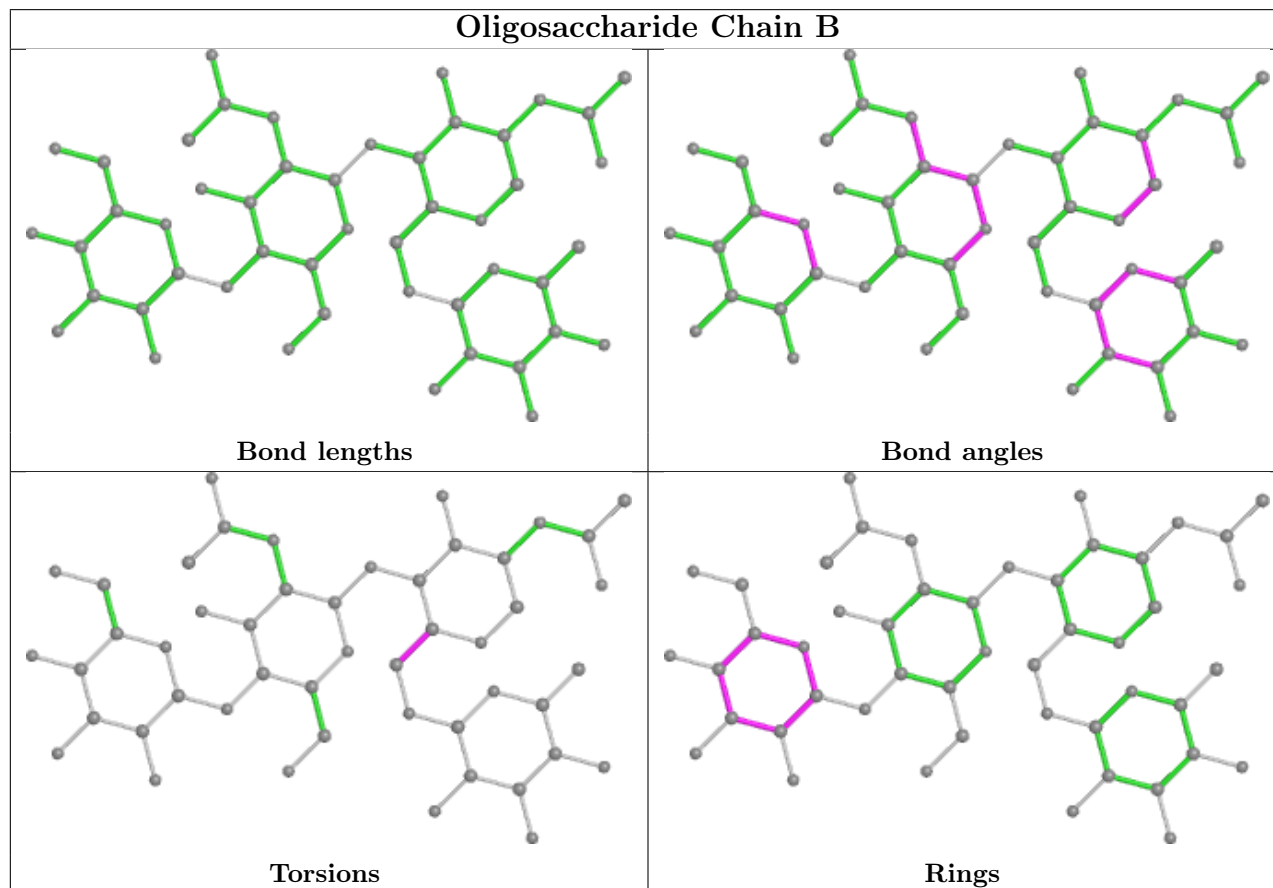 Oligosaccharide Chain B
Bond lengths
Bond angles
Torsions
Rings